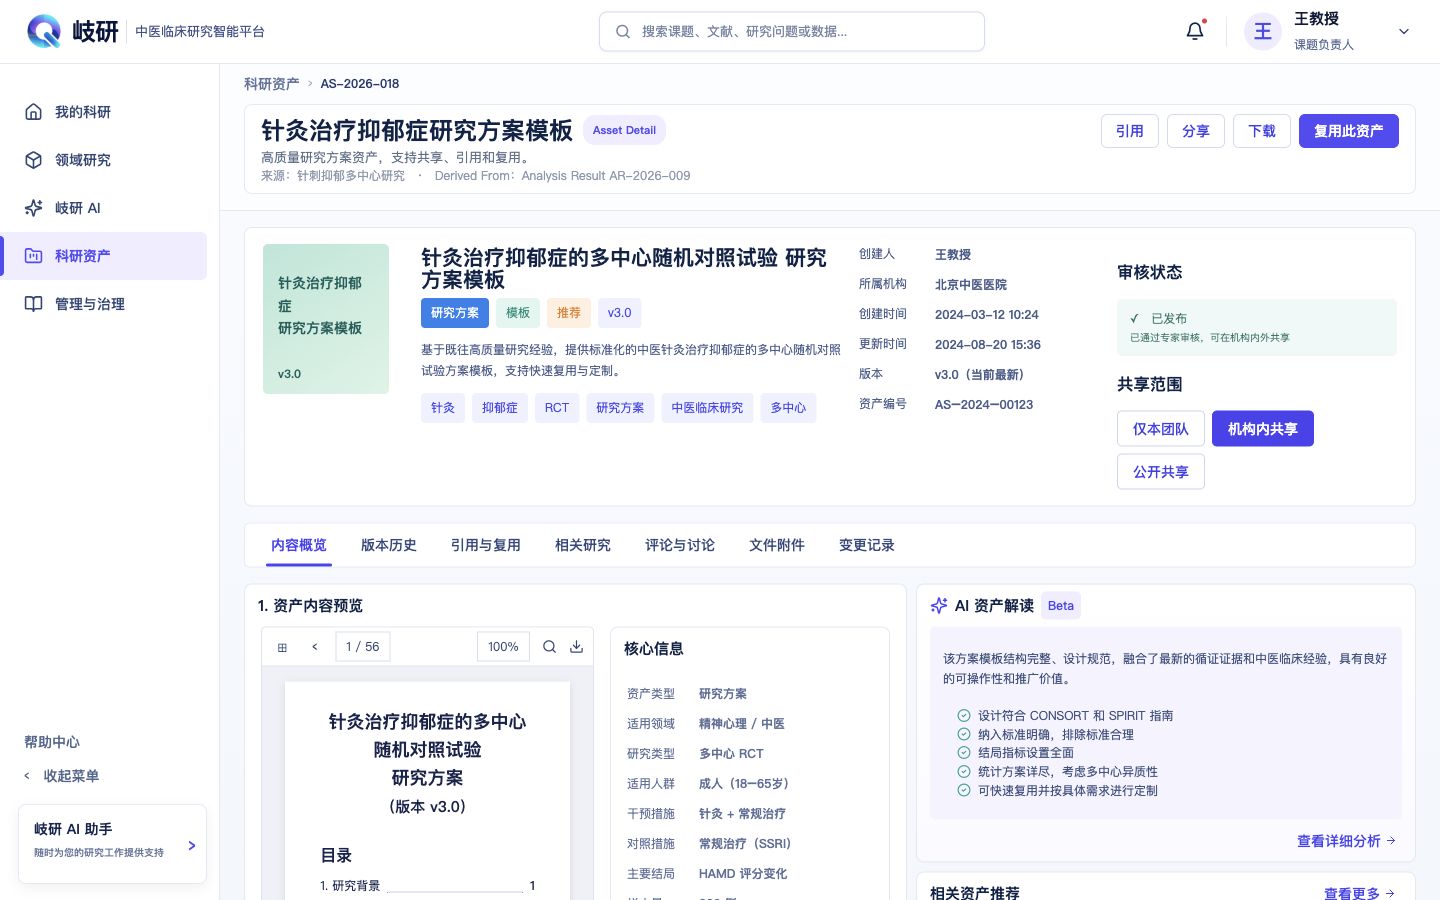 岐研
中医临床研究智能平台
搜索课题、文献、研究问题或数据...
王
王教授
课题负责人
我的科研
领域研究
岐研 AI
科研资产
管理与治理
帮助中心
收起菜单
岐研 AI 助手
随时为您的研究工作提供支持
科研资产 › AS-2026-018
针灸治疗抑郁症研究方案模板 Asset Detail
高质量研究方案资产，支持共享、引用和复用。
来源：针刺抑郁多中心研究 · Derived From：Analysis Result AR-2026-009
引用 分享 下载 复用此资产
针灸治疗抑郁
症
研究方案模板
v3.0
针灸治疗抑郁症的多中心随机对照试验 研究
方案模板
研究方案 模板 推荐 v3.0
基于既往高质量研究经验，提供标准化的中医针灸治疗抑郁症的多中心随机对照
试验方案模板，支持快速复用与定制。
针灸 抑郁症 RCT 研究方案 中医临床研究 多中心
创建人 王教授
所属机构 北京中医医院
创建时间 2024-03-12 10:24
更新时间 2024-08-20 15:36
版本 v3.0（当前最新）
资产编号 AS—2024—00123
审核状态
✓ 已发布
已通过专家审核，可在机构内外共享
共享范围
仅本团队 机构内共享
公开共享
内容概览 版本历史 引用与复用 相关研究 评论与讨论 文件附件 变更记录
1. 资产内容预览
1 / 56 100%
针灸治疗抑郁症的多中心
随机对照试验
研究方案
（版本 v3.0）
目录
1. 研究背景 1
核心信息
资产类型 研究方案
适用领域 精神心理 / 中医
研究类型 多中心 RCT
适用人群 成人（18—65岁）
干预措施 针灸 + 常规治疗
对照措施 常规治疗（SSRI）
主要结局 HAMD 评分变化
AI 资产解读 Beta
该方案模板结构完整、设计规范，融合了最新的循证证据和中医临床经验，具有良好
的可操作性和推广价值。
设计符合 CONSORT 和 SPIRIT 指南
纳入标准明确，排除标准合理
结局指标设置全面
统计方案详尽，考虑多中心异质性
可快速复用并按具体需求进行定制
查看详细分析 →
相关资产推荐 查看更多 →